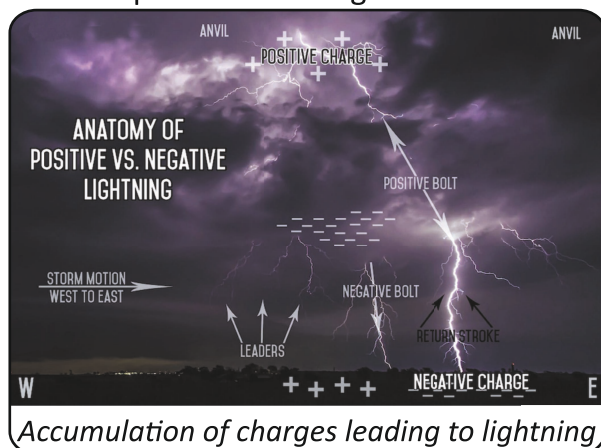 ANVIL
ANVIL
POSITIVE CHARGE
ANATOMY OF
POSITIVE VS. NEGATIVE
LIGHTNING
POSITIVE BOLT
STORM MOTION
WEST TO EAST
NEGATIVE BOLT
RETURN STROKE
LEADERS
W
NEGATIVE CHARGE
E
Accumulation of charges leading to lightning